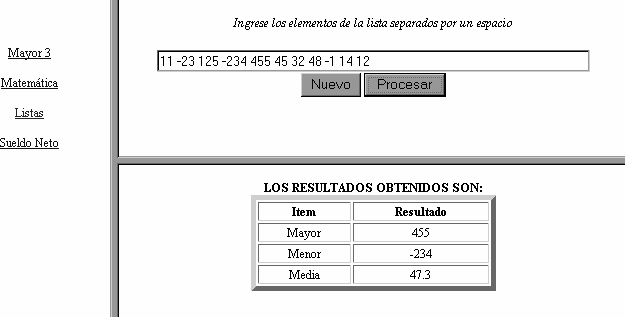 Mayor 3
Matemática
Listas
Sueldo Neto
Ingrese los elementos de la lista separados por un espacio
11 -23 125 -234 455 45 32 48 -1 14 12
Nuevo Procesar
LOS RESULTADOS OBTENIDOS SON:
Item Resultado
Mayor 455
Menor -234
Media 47.3